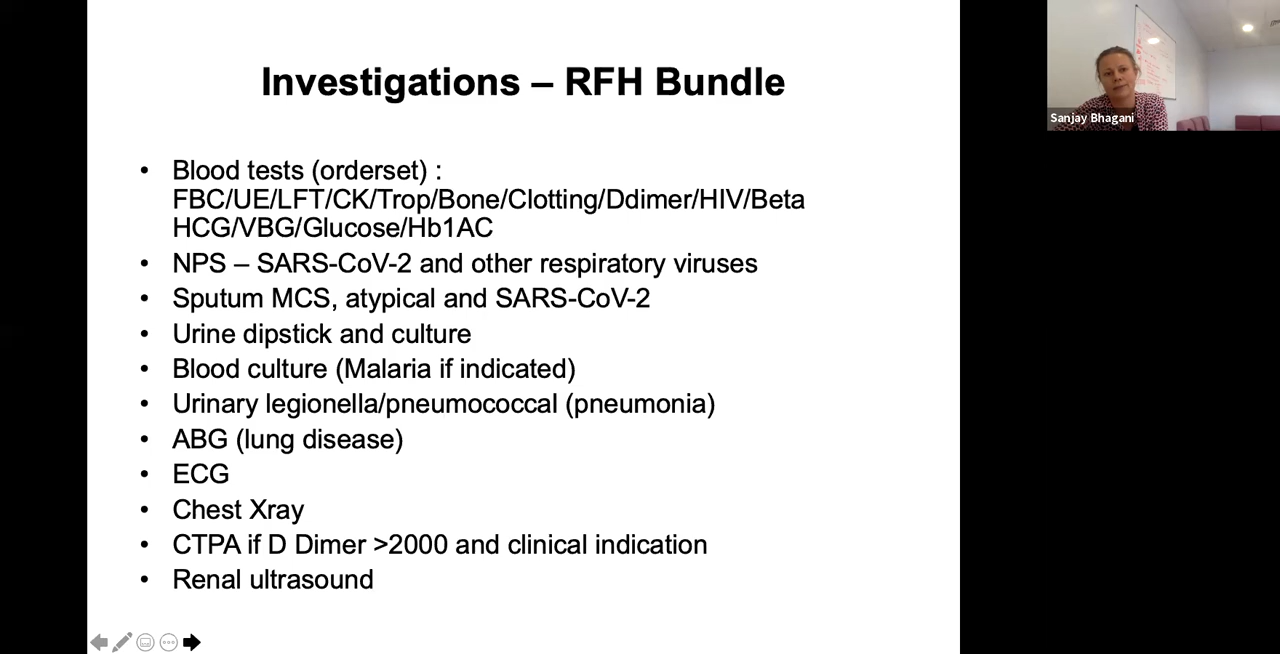 Investigations – RFH Bundle
Sanjay Bhagani
• Blood tests (orderset) :
FBC/UE/LFT/CK/Trop/Bone/Clotting/Ddimer/HIV/Beta
HCG/VBG/Glucose/Hb1AC
• NPS – SARS-CoV-2 and other respiratory viruses
• Sputum MCS, atypical and SARS-CoV-2
• Urine dipstick and culture
• Blood culture (Malaria if indicated)
• Urinary legionella/pneumococcal (pneumonia)
• ABG (lung disease)
• ECG
• Chest Xray
• CTPA if D Dimer >2000 and clinical indication
• Renal ultrasound